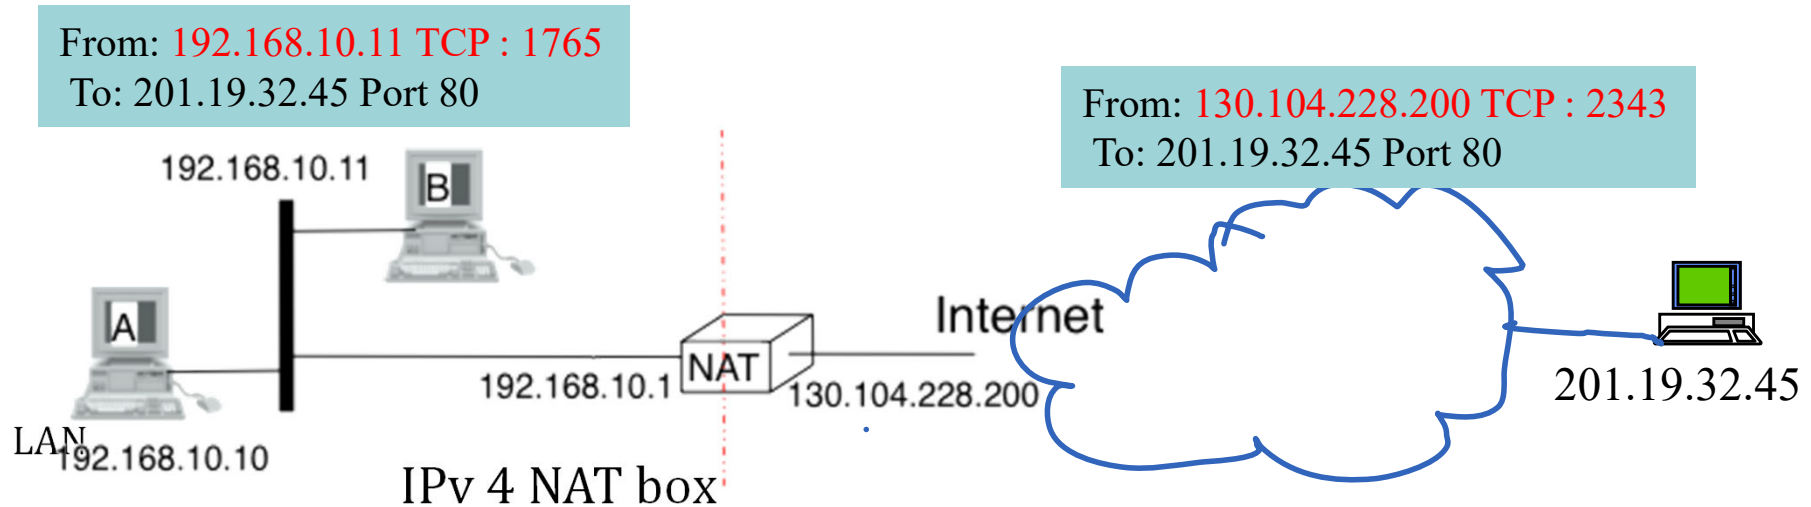 From: 192.168.10.11 TCP : 1765
To: 201.19.32.45 Port 80
From: 130.104.228.200 TCP : 2343
To: 201.19.32.45 Port 80
192.168.10.11
B
A
Internet
NAT
192.168.10.1
130.104.228.200
201.19.32.45
LAN
192.168.10.10
IPv 4 NAT box